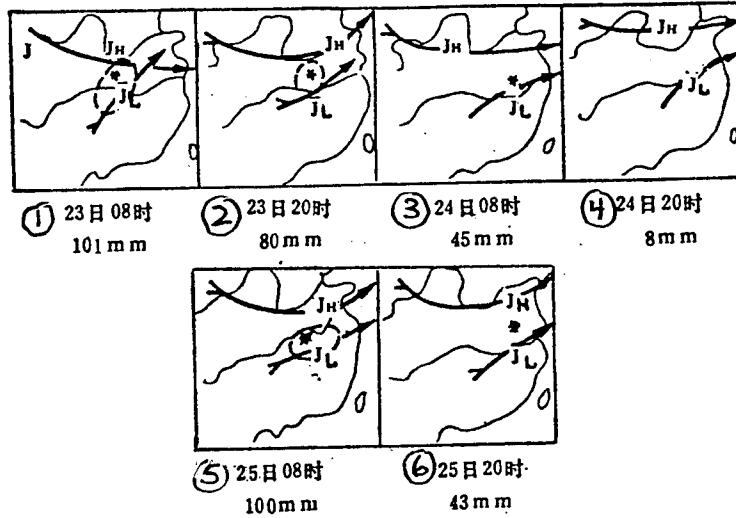 J JH JL
JH JL
JH JL
JH JL
① 23日08时
101mm
② 23日20时
80mm
③ 24日08时
45mm
④ 24日20时
8mm
JH JL
JH JL
⑤ 25日08时
100mm
⑥ 25日20时
43mm